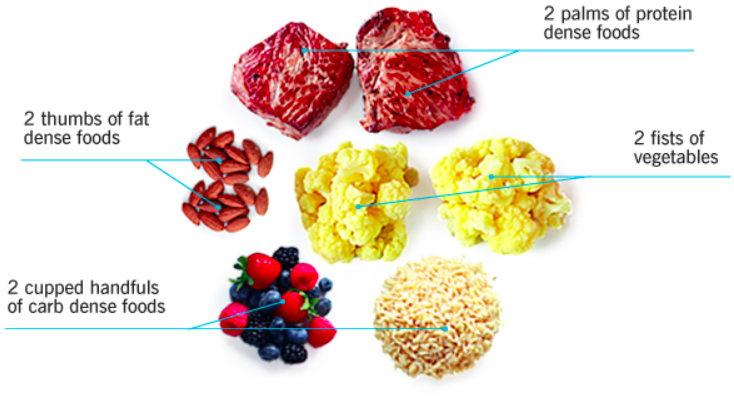 2 palms of protein
dense foods
2 thumbs of fat
dense foods
2 fists of
vegetables
2 cupped handfuls
of carb dense foods